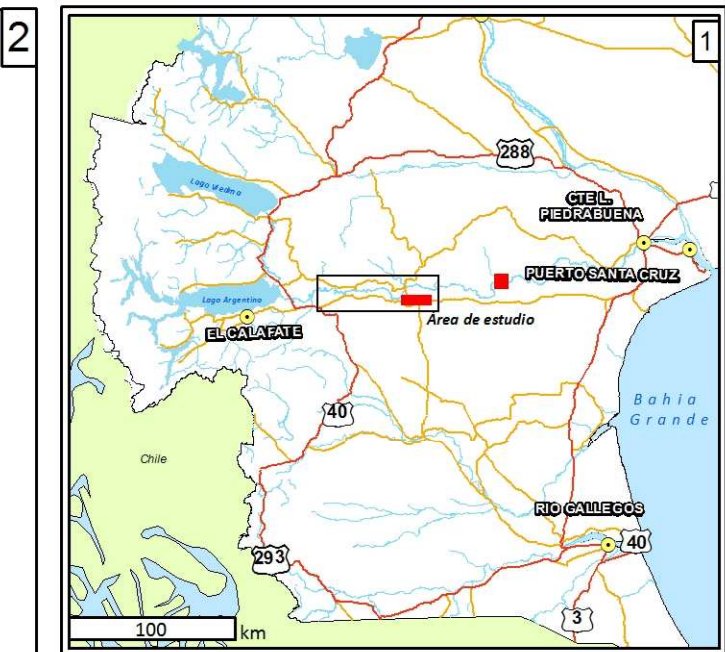 2
1
288
Lago Viedma
CTE L.
PIEDRABUENA
PUERTO SANTA CRUZ
Lago Argentino
Area de estudio
EL CALAFATE
40
Bahia
Grande
Chile
RIO GALLEGOS
40
293
3
100 km